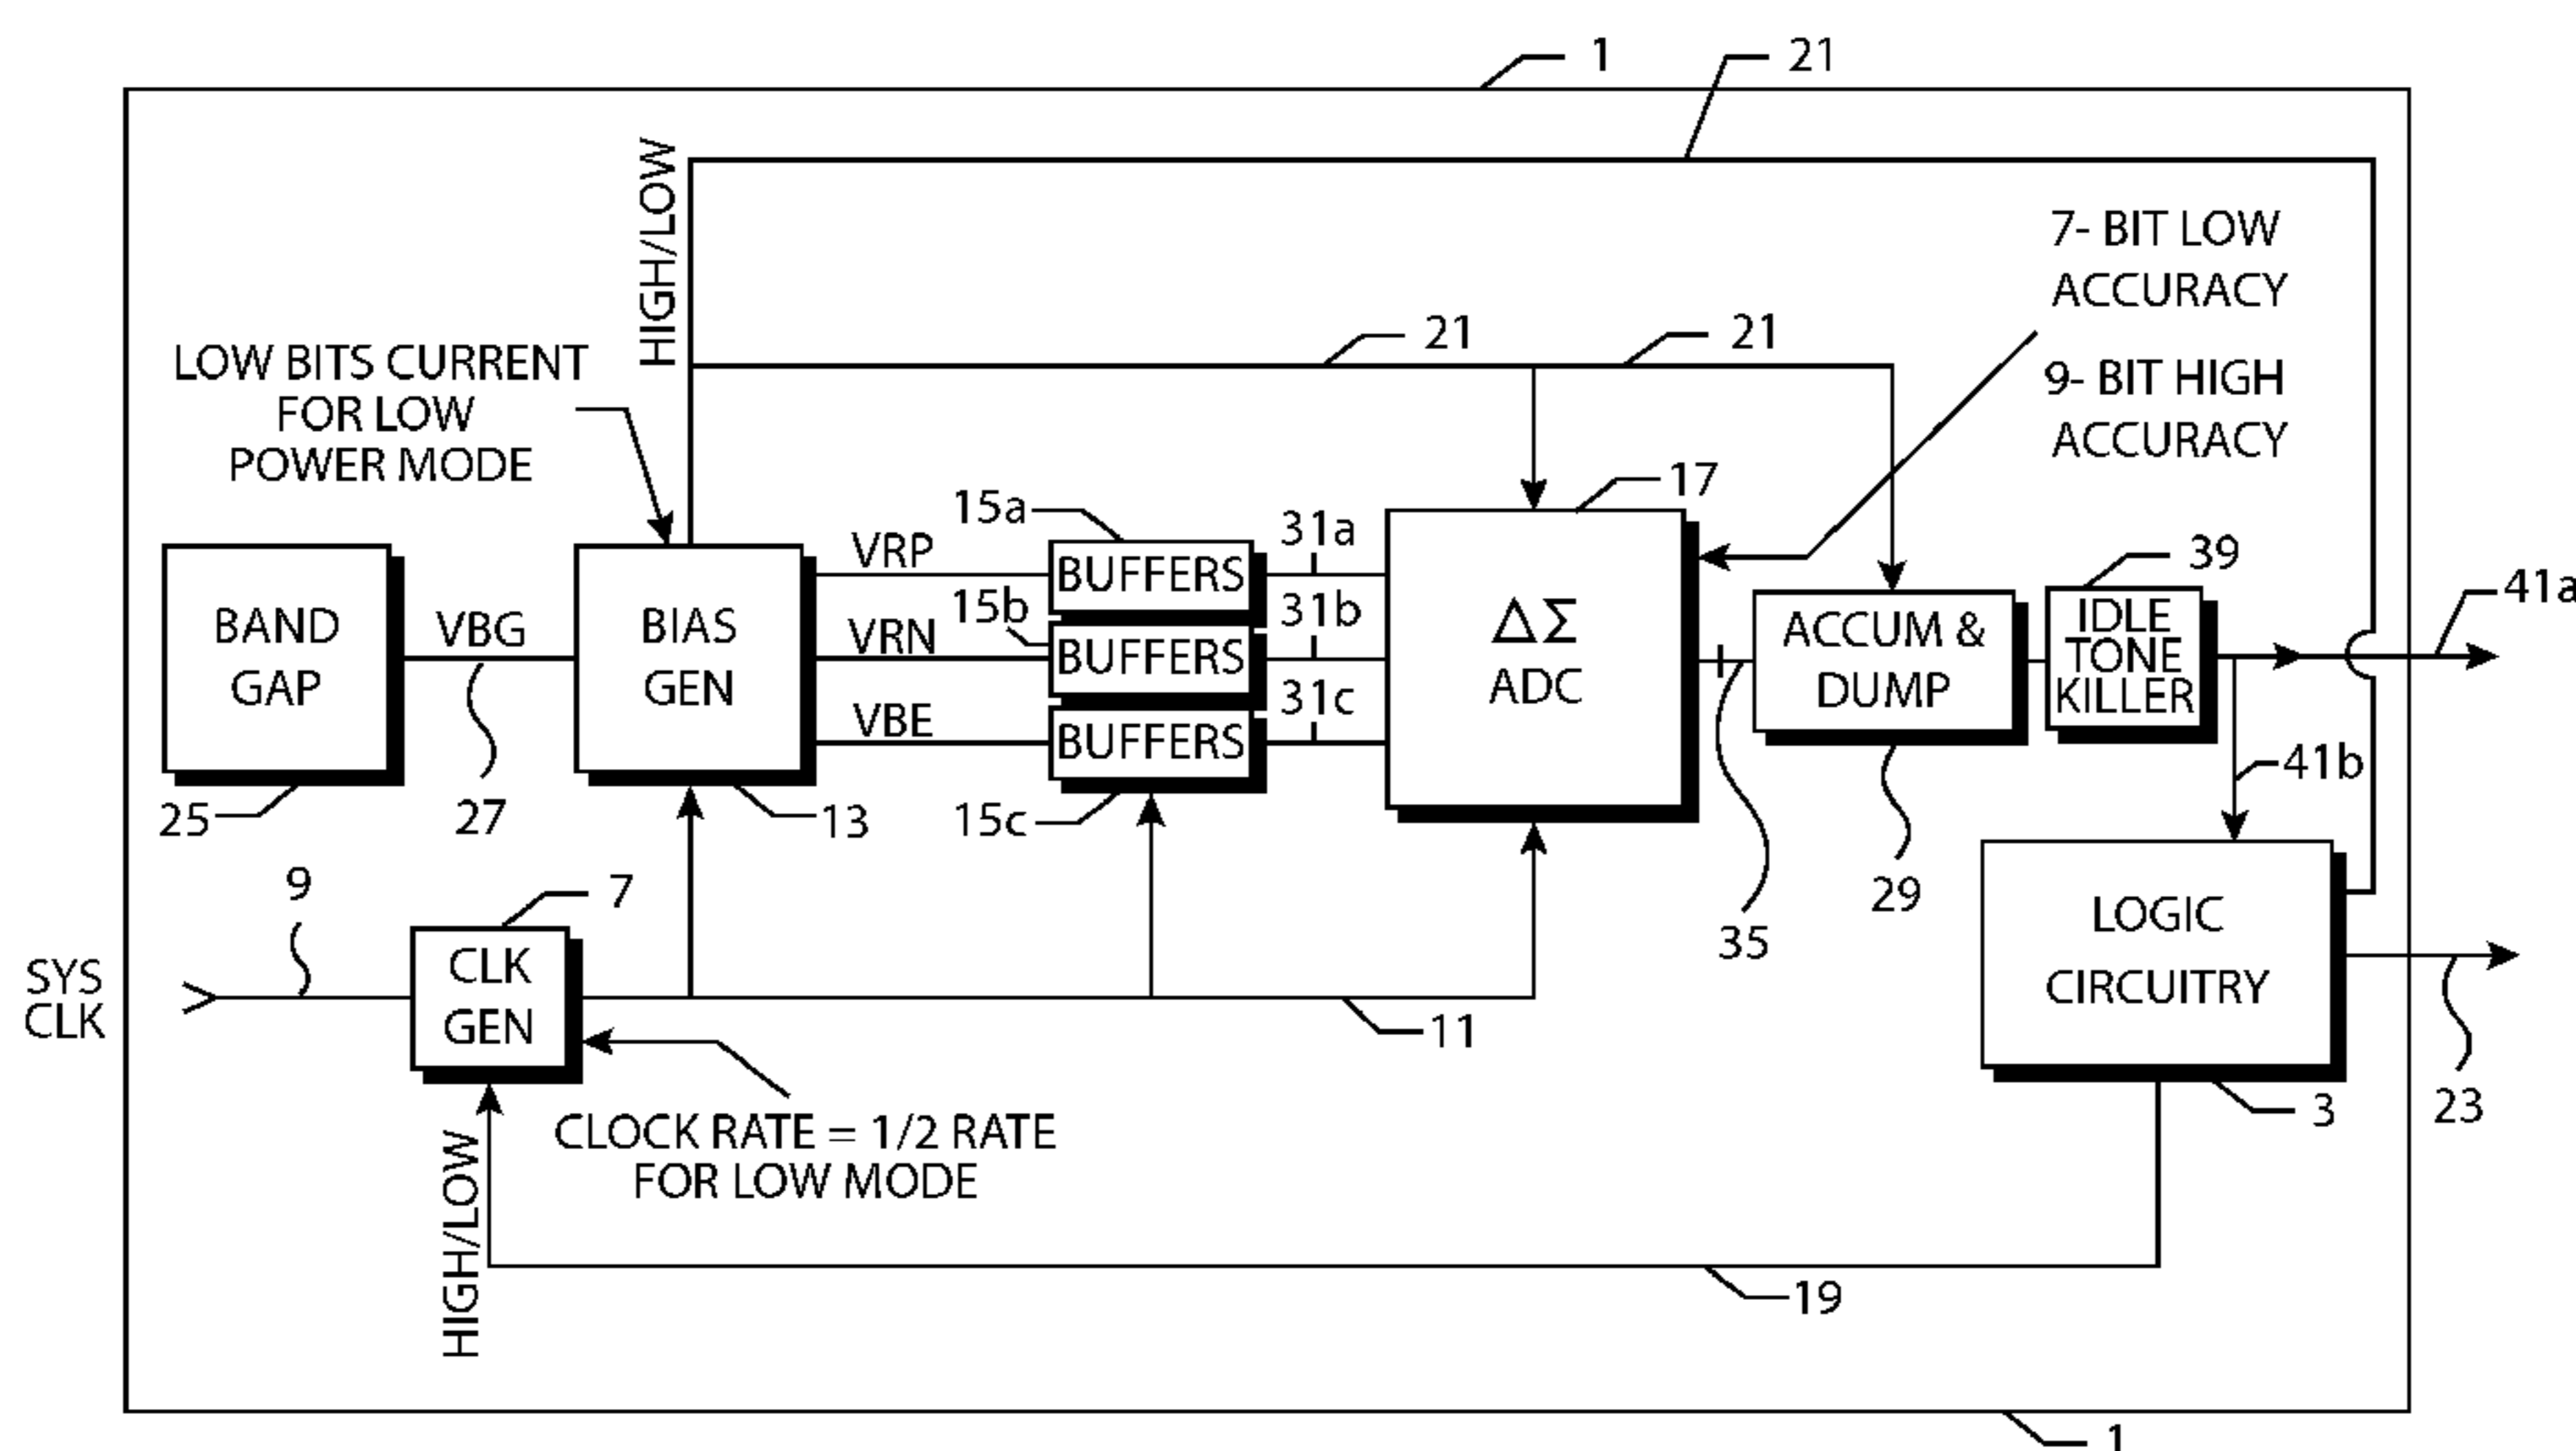 1
21
HIGH/LOW
7- BIT LOW
ACCURACY
9- BIT HIGH
ACCURACY
21
21
LOW BITS CURRENT
FOR LOW
POWER MODE
17
15a
31a
39
41a
BAND
GAP
VBG
BIAS
GEN
VRP
BUFFERS
15b
31b
VRN
BUFFERS
31c
VBE
BUFFERS
ΔΣ
ADC
ACCUM &
DUMP
IDLE
TONE
KILLER
41b
25
27
13
15c
35
29
9
7
SYS
CLK
CLK
GEN
11
LOGIC
CIRCUITRY
3
23
CLOCK RATE = 1/2 RATE
FOR LOW MODE
HIGH/LOW
19
1